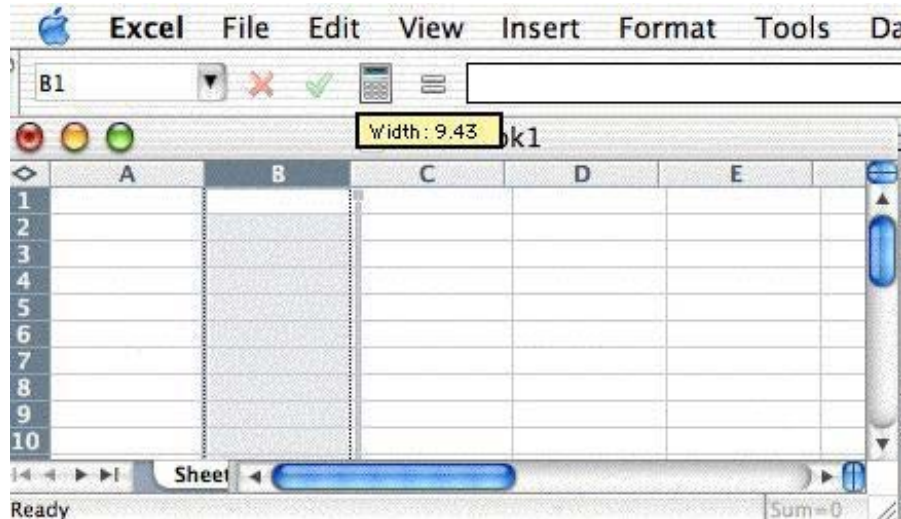 Excel File Edit View Insert Format Tools Da
B1 =
Width: 9.43 ok1
A B C D E
1
2
3
4
5
6
7
8
9
10
Sheet
Ready Sum=0